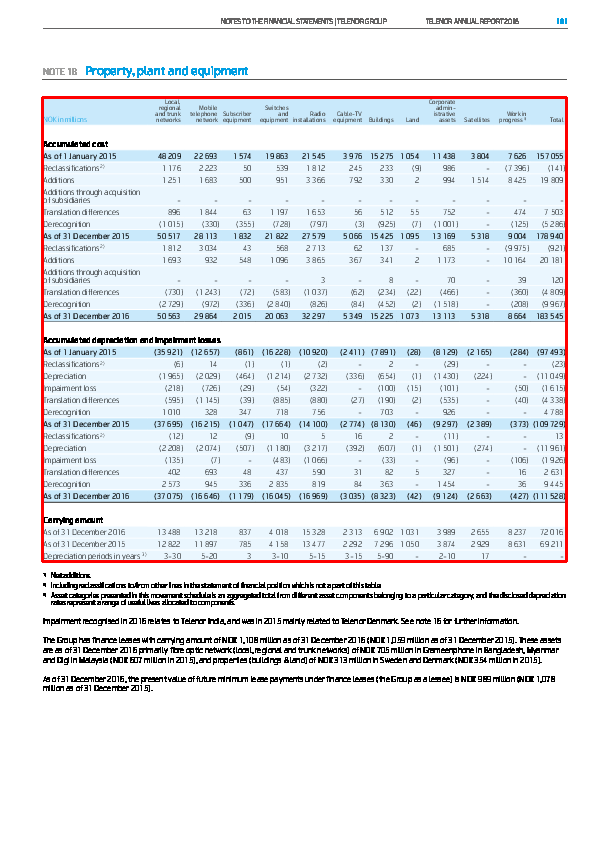 NOTES TO THE FINANCIAL STATEMENTS | TELENOR GROUP TELENOR ANNUAL REPORT 2016 101
NOTE 18 Property, plant and equipment
NOK in millions Local, regional and trunk networks Mobile telephone network Subscriber equipment Switches and equipment Radio installations Cable-TV equipment Buildings Land Corporate admin-istrative assets Satellites Work in progress 1) Total
Accumulated cost
As of 1 January 2015 48 209 22 693 1 574 19 863 21 545 3 976 15 275 1 054 11 438 3 804 7 626 157 055
Reclassifications 2) 1 176 2 223 50 539 1 812 245 233 (9) 986 – (7 396) (141)
Additions 1 251 1 683 500 951 3 366 792 330 2 994 1 514 8 425 19 809
Additions through acquisition
of subsidiaries – – – – – – – – – – – –
Translation differences 896 1 844 63 1 197 1 653 56 512 55 752 – 474 7 503
Derecognition (1 015) (330) (355) (728) (797) (3) (925) (7) (1 001) – (125) (5 286)
As of 31 December 2015 50 517 28 113 1 832 21 822 27 579 5 066 15 425 1 095 13 169 5 318 9 004 178 940
Reclassifications 2) 1 812 3 034 43 568 2 713 62 137 – 685 – (9 975) (921)
Additions 1 693 932 548 1 096 3 865 367 341 2 1 173 – 10 164 20 181
Additions through acquisition
of subsidiaries – – – – 3 – 8 – 70 – 39 120
Translation differences (730) (1 243) (72) (583) (1 037) (62) (234) (22) (466) – (360) (4 809)
Derecognition (2 729) (972) (336) (2 840) (826) (84) (452) (2) (1 518) – (208) (9 967)
As of 31 December 2016 50 563 29 864 2 015 20 063 32 297 5 349 15 225 1 073 13 113 5 318 8 664 183 545
Accumulated depreciation and impairment losses
As of 1 January 2015 (35 921) (12 657) (861) (16 228) (10 920) (2 411) (7 891) (28) (8 129) (2 165) (284) (97 493)
Reclassifications 2) (6) 14 (1) (1) (2) – 2 – (29) – – (23)
Depreciation (1 965) (2 029) (464) (1 214) (2 732) (336) (654) (1) (1 430) (224) – (11 049)
Impairment loss (218) (726) (29) (54) (322) – (100) (15) (101) – (50) (1 615)
Translation differences (595) (1 145) (39) (885) (880) (27) (190) (2) (535) – (40) (4 338)
Derecognition 1 010 328 347 718 756 – 703 – 926 – – 4 788
As of 31 December 2015 (37 695) (16 215) (1 047) (17 664) (14 100) (2 774) (8 130) (46) (9 297) (2 389) (373) (109 729)
Reclassifications 2) (12) 12 (9) 10 5 16 2 – (11) – – 13
Depreciation (2 208) (2 074) (507) (1 180) (3 217) (392) (607) (1) (1 501) (274) – (11 961)
Impairment loss (135) (7) – (483) (1 066) – (33) – (96) – (106) (1 926)
Translation differences 402 693 48 437 590 31 82 5 327 – 16 2 631
Derecognition 2 573 945 336 2 835 819 84 363 – 1 454 – 36 9 445
As of 31 December 2016 (37 075) (16 646) (1 179) (16 045) (16 969) (3 035) (8 323) (42) (9 124) (2 663) (427) (111 528)
Carrying amount
As of 31 December 2016 13 488 13 218 837 4 018 15 328 2 313 6 902 1 031 3 989 2 655 8 237 72 016
As of 31 December 2015 12 822 11 897 785 4 158 13 477 2 292 7 296 1 050 3 874 2 929 8 631 69 211
Depreciation periods in years 3) 3–30 5–20 3 3–10 5–15 3–15 5–90 – 2–10 17 – –
1) Net additions.
2) Including reclassifications to/from other lines in the statement of financial position which is not a part of this table.
3) Asset categories presented in this movement schedule is an aggregated total from different asset components belonging to a particular category, and the disclosed depreciation
rates represent a range of useful lives allocated to components.
Impairment recognised in 2016 relates to Telenor India, and was in 2015 mainly related to Telenor Denmark. See note 16 for further information.
The Group has finance leases with carrying amount of NOK 1,108 million as of 31 December 2016 (NOK 1,059 million as of 31 December 2015). These assets
are as of 31 December 2016 primarily fibre optic network (local, regional and trunk networks) of NOK 705 million in Grameenphone in Bangladesh, Myanmar
and Digi in Malaysia (NOK 607 million in 2015), and properties (buildings & land) of NOK 313 million in Sweden and Denmark (NOK 354 million in 2015).
As of 31 December 2016, the present value of future minimum lease payments under finance leases (the Group as a lessee) is NOK 989 million (NOK 1,078
million as of 31 December 2015).